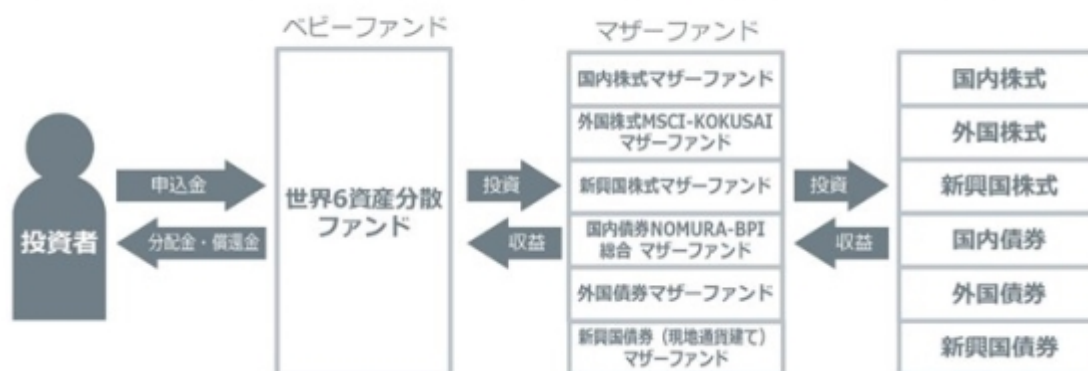 ベビーファンド
マザーファンド
投資者
申込金
分配金・償還金
世界6資産分散
ファンド
投資
収益
国内株式マザーファンド
外国株式MSCI-KOKUSAI
マザーファンド
新興国株式マザーファンド
国内債券NOMURA-BPI
総合 マザーファンド
外国債券マザーファンド
新興国債券（現地通貨建て）
マザーファンド
投資
収益
国内株式
外国株式
新興国株式
国内債券
外国債券
新興国債券